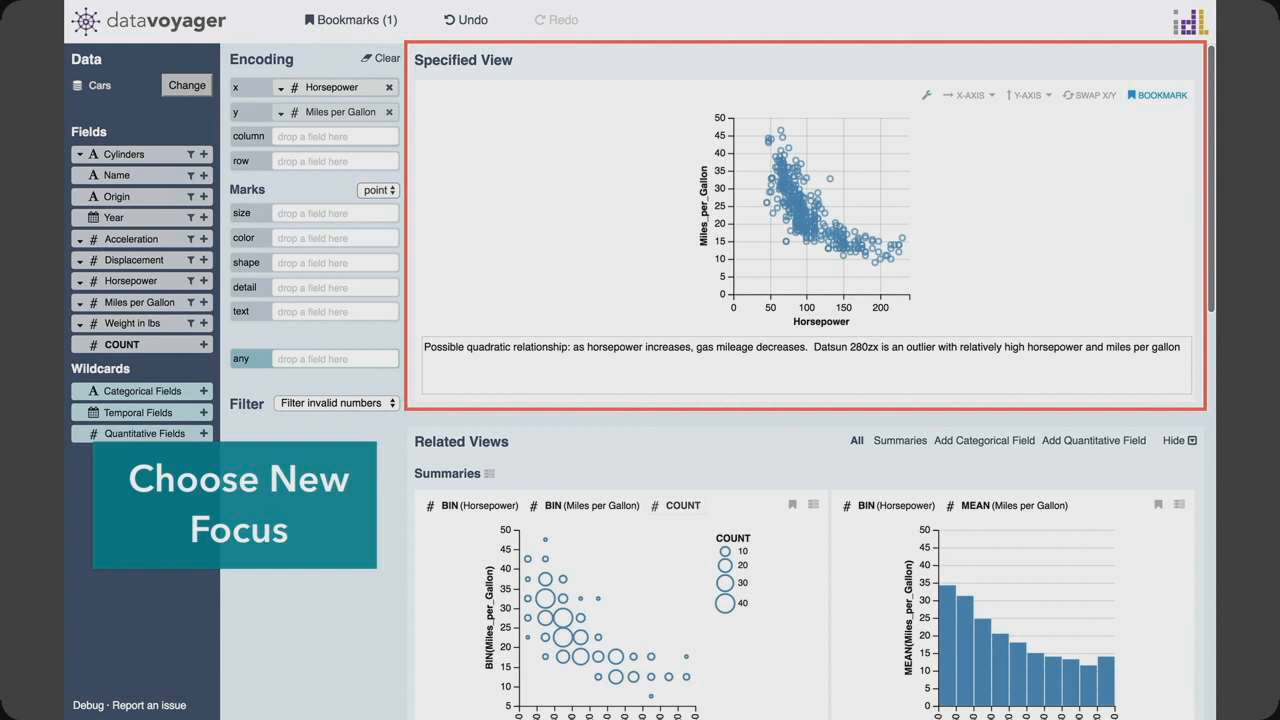 datavoyager
Bookmarks (1)
Undo
Redo
Data
Cars
Change
Fields
A Cylinders
A Name
A Origin
Year
# Acceleration
# Displacement
# Horsepower
# Miles per Gallon
# Weight in lbs
# COUNT
Wildcards
A Categorical Fields
Temporal Fields
# Quantitative Fields
Choose New
Focus
Debug · Report an issue
Encoding
Clear
x # Horsepower
y # Miles per Gallon
column drop a field here
row drop a field here
Marks
point
size drop a field here
color drop a field here
shape drop a field here
detail drop a field here
text drop a field here
any drop a field here
Filter
Filter invalid numbers
Specified View
X-AXIS
Y-AXIS
SWAP X/Y
BOOKMARK
50
45
40
35
30
25
20
15
10
5
0
Miles_per_Gallon
0 50 100 150 200
Horsepower
Possible quadratic relationship: as horsepower increases, gas mileage decreases. Datsun 280zx is an outlier with relatively high horsepower and miles per gallon
Related Views
All
Summaries
Add Categorical Field
Add Quantitative Field
Hide
Summaries
# BIN (Horsepower) # BIN (Miles per Gallon) # COUNT
50
45
40
35
30
25
20
15
10
5
BIN(Miles_per_Gallon)
COUNT
10
20
30
40
# BIN (Horsepower) # MEAN (Miles per Gallon)
50
45
40
35
30
25
20
15
10
5
0
MEAN(Miles_per_Gallon)